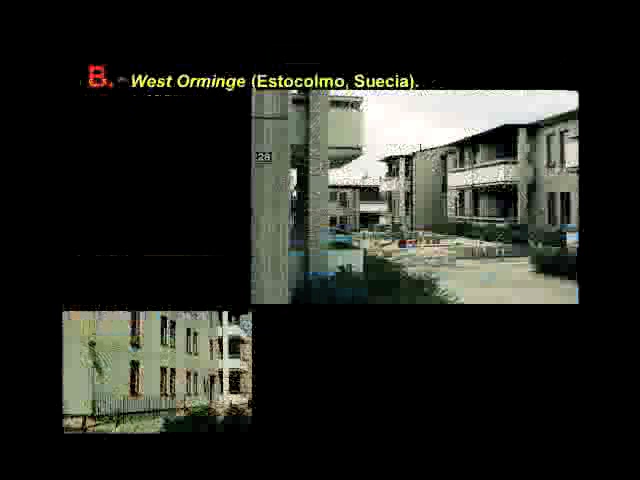 B. - West Orminge (Estocolmo, Suecia).
28